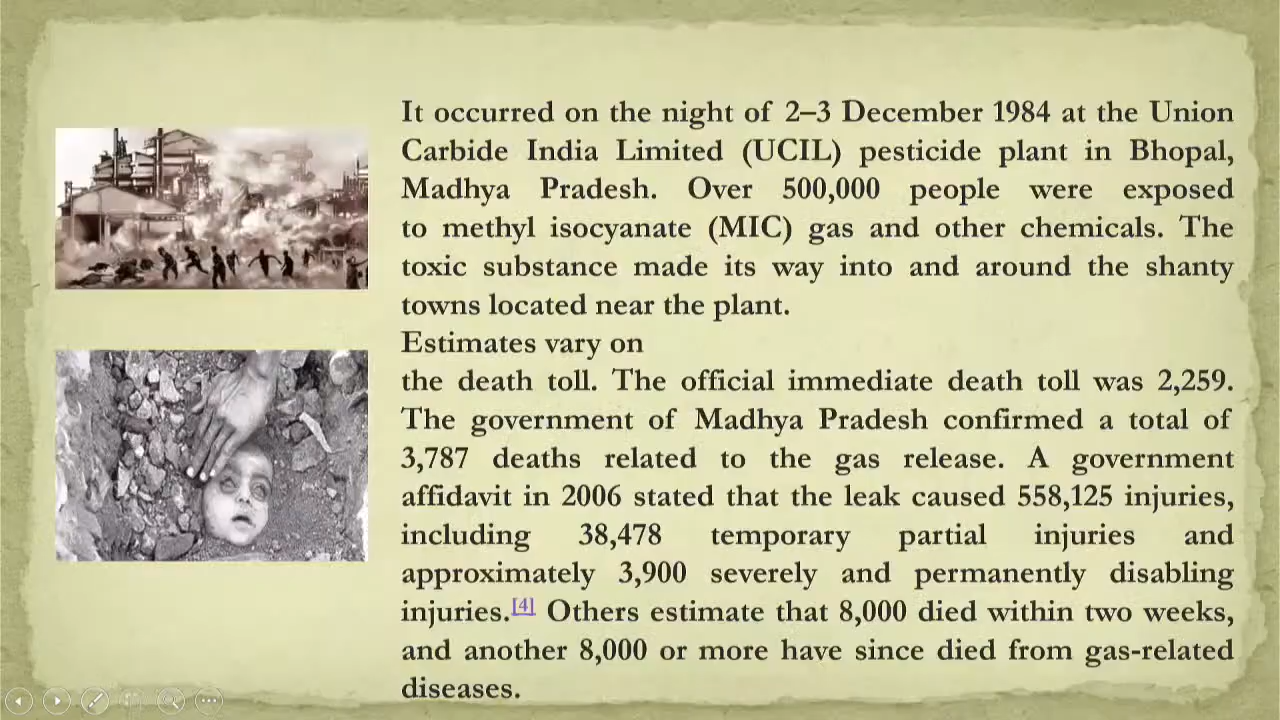 It occurred on the night of 2–3 December 1984 at the Union
Carbide India Limited (UCIL) pesticide plant in Bhopal,
Madhya Pradesh. Over 500,000 people were exposed
to methyl isocyanate (MIC) gas and other chemicals. The
toxic substance made its way into and around the shanty
towns located near the plant.
Estimates vary on
the death toll. The official immediate death toll was 2,259.
The government of Madhya Pradesh confirmed a total of
3,787 deaths related to the gas release. A government
affidavit in 2006 stated that the leak caused 558,125 injuries,
including 38,478 temporary partial injuries and
approximately 3,900 severely and permanently disabling
injuries.[4] Others estimate that 8,000 died within two weeks,
and another 8,000 or more have since died from gas-related
diseases.